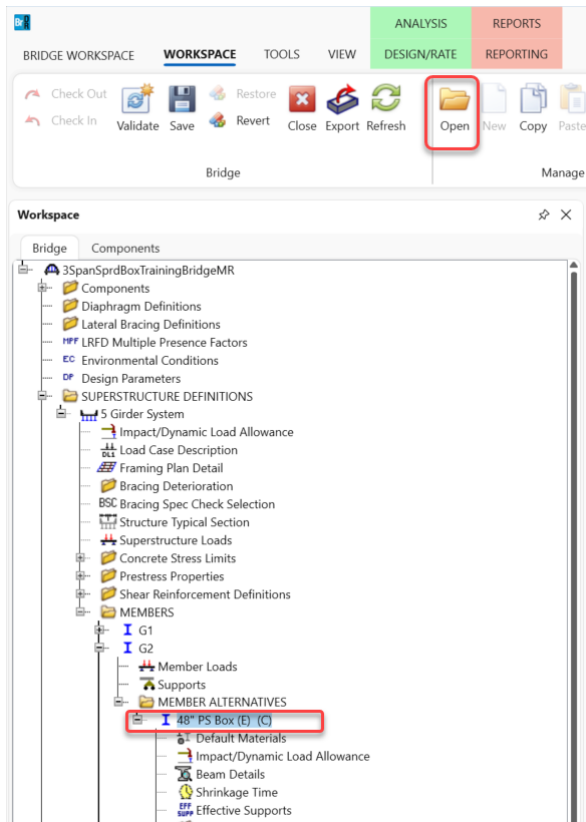 Br
ANALYSIS REPORTS
BRIDGE WORKSPACE WORKSPACE TOOLS VIEW DESIGN/RATE REPORTING
Check Out Restore
Check In Validate Save Revert Close Export Refresh Open New Copy Paste
Bridge Manage
Workspace
Bridge Components
3SpanSprdBoxTrainingBridgeMR
Components
Diaphragm Definitions
Lateral Bracing Definitions
MPF LRFD Multiple Presence Factors
EC Environmental Conditions
DP Design Parameters
SUPERSTRUCTURE DEFINITIONS
5 Girder System
Impact/Dynamic Load Allowance
DL1 Load Case Description
Framing Plan Detail
Bracing Deterioration
BSC Bracing Spec Check Selection
Structure Typical Section
Superstructure Loads
Concrete Stress Limits
Prestress Properties
Shear Reinforcement Definitions
MEMBERS
G1
G2
Member Loads
Supports
MEMBER ALTERNATIVES
48" PS Box (E) (C)
Default Materials
Impact/Dynamic Load Allowance
Beam Details
Shrinkage Time
EFF SUPP Effective Supports